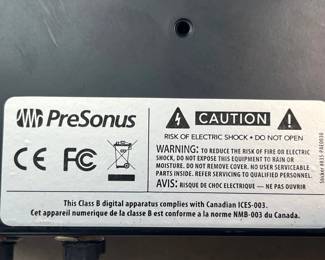 PreSonus
CAUTION
RISK OF ELECTRIC SHOCK • DO NOT OPEN
CE FC
WARNING: TO REDUCE THE RISK OF FIRE OR ELECTRIC
SHOCK, DO NOT EXPOSE THIS EQUIPMENT TO RAIN OR
MOISTURE. DO NOT REMOVE COVER. NO USER SERVICEABLE
PARTS INSIDE. REFER SERVICING TO QUALIFIED PERSONNEL.
AVIS: RISQUE DE CHOC ELECTRIQUE — NE PAS OUVRIR
This Class B digital apparatus complies with Canadian ICES-003.
Cet appareil numerique de la classe B est conforme a la norme NMB-003 du Canada.